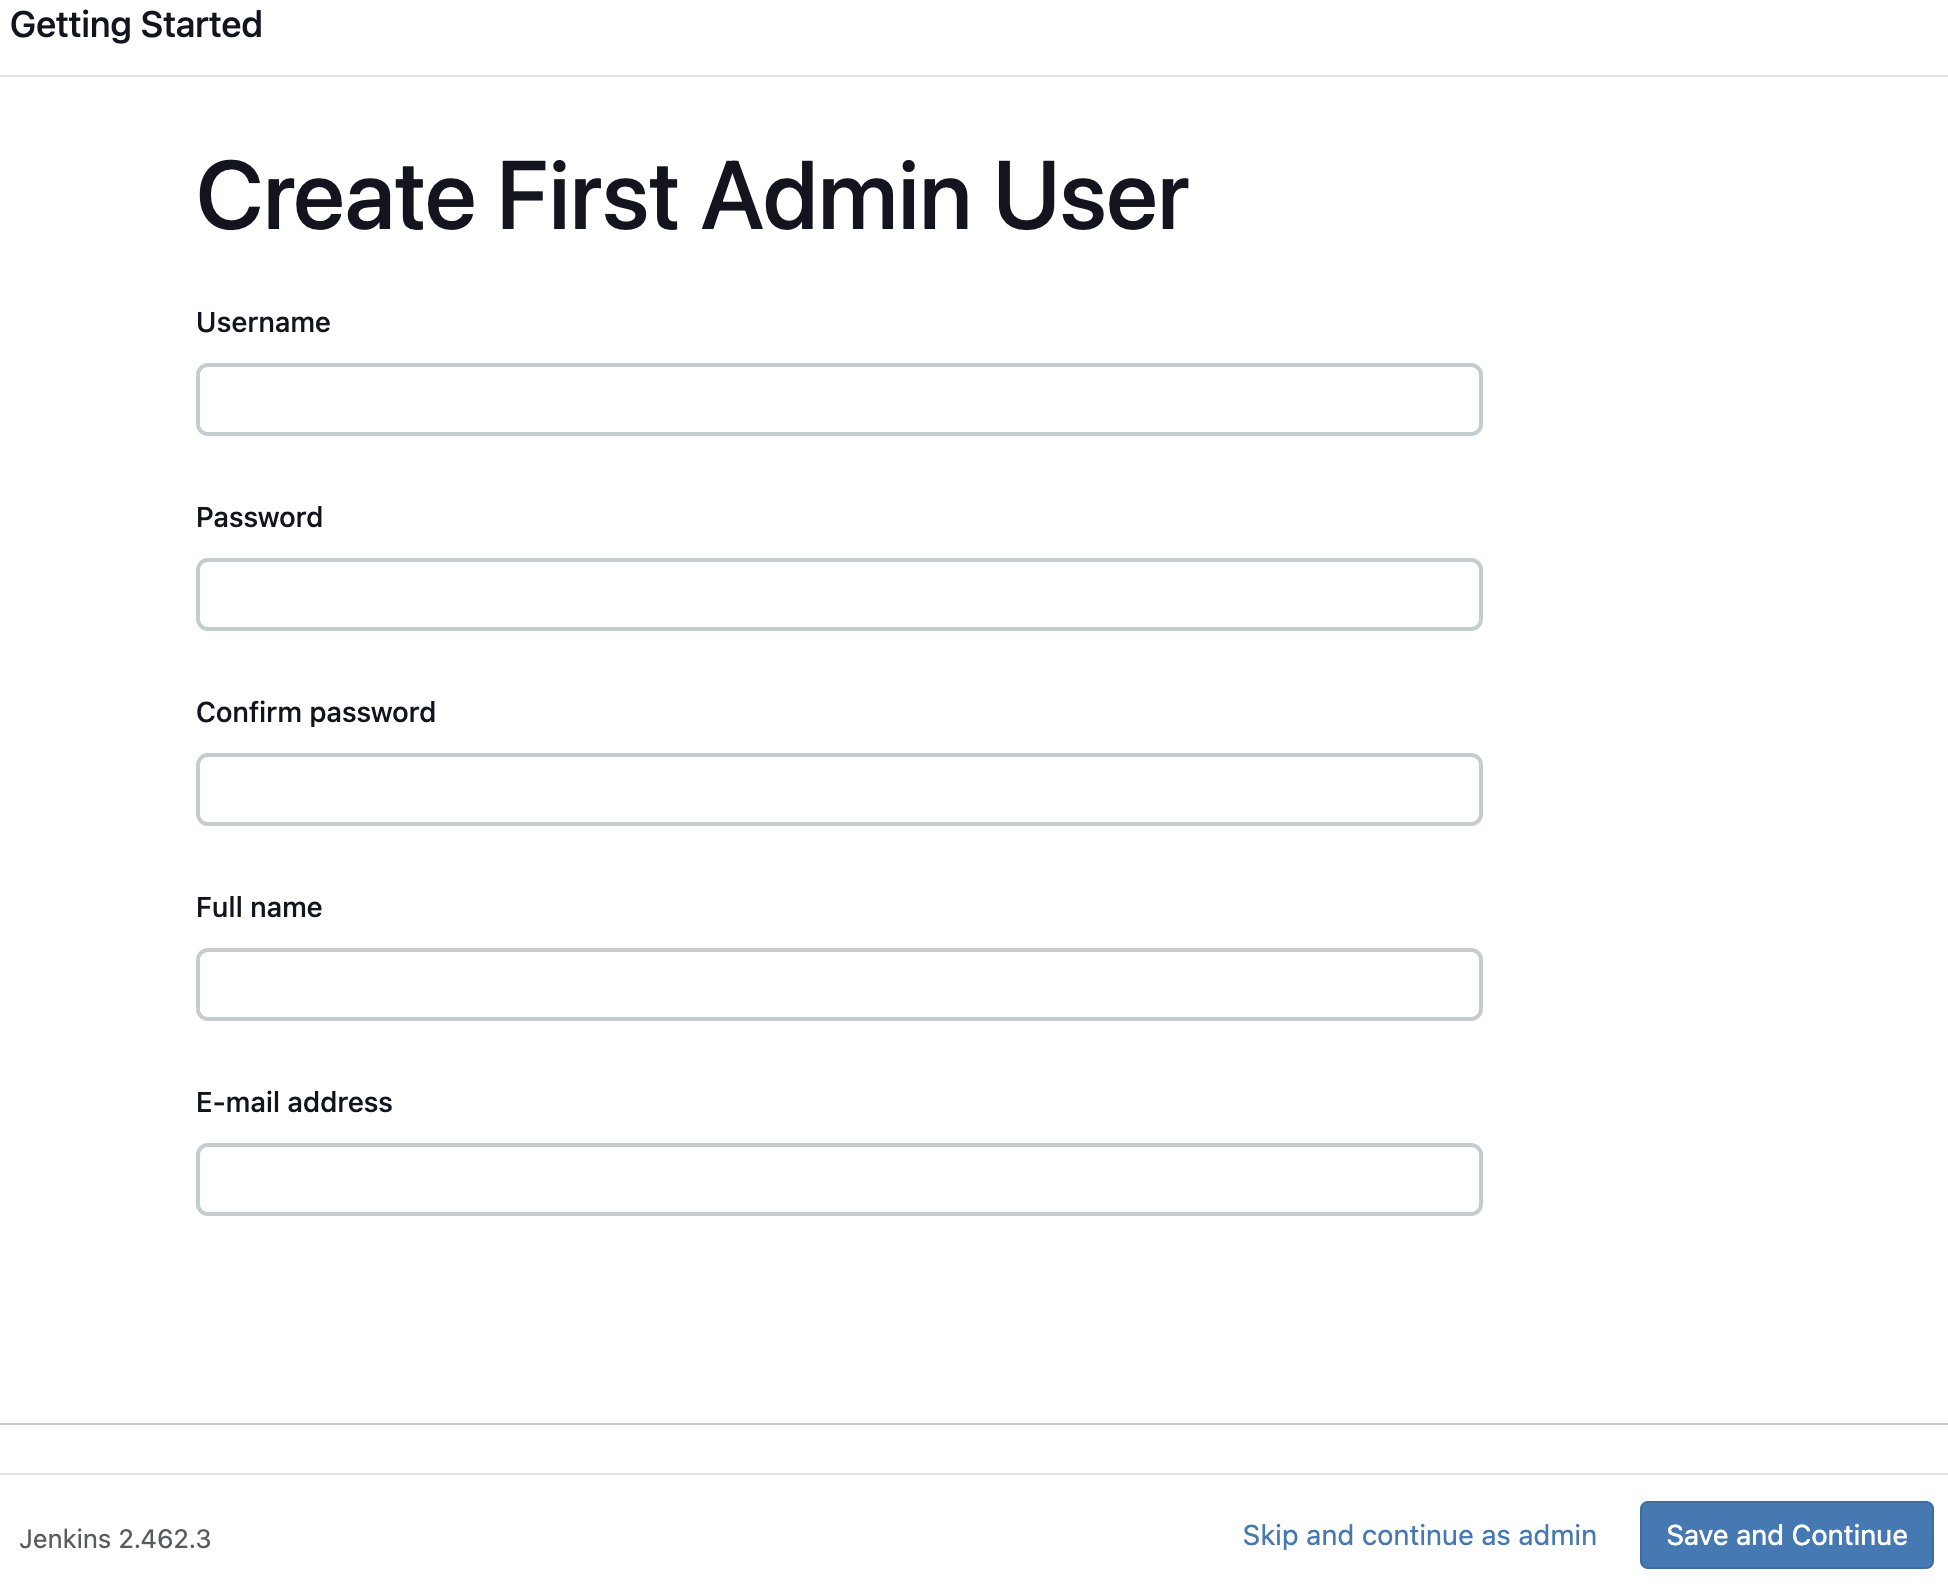 Getting Started
Create First Admin User
Username
Password
Confirm password
Full name
E-mail address
Jenkins 2.462.3
Skip and continue as admin
Save and Continue